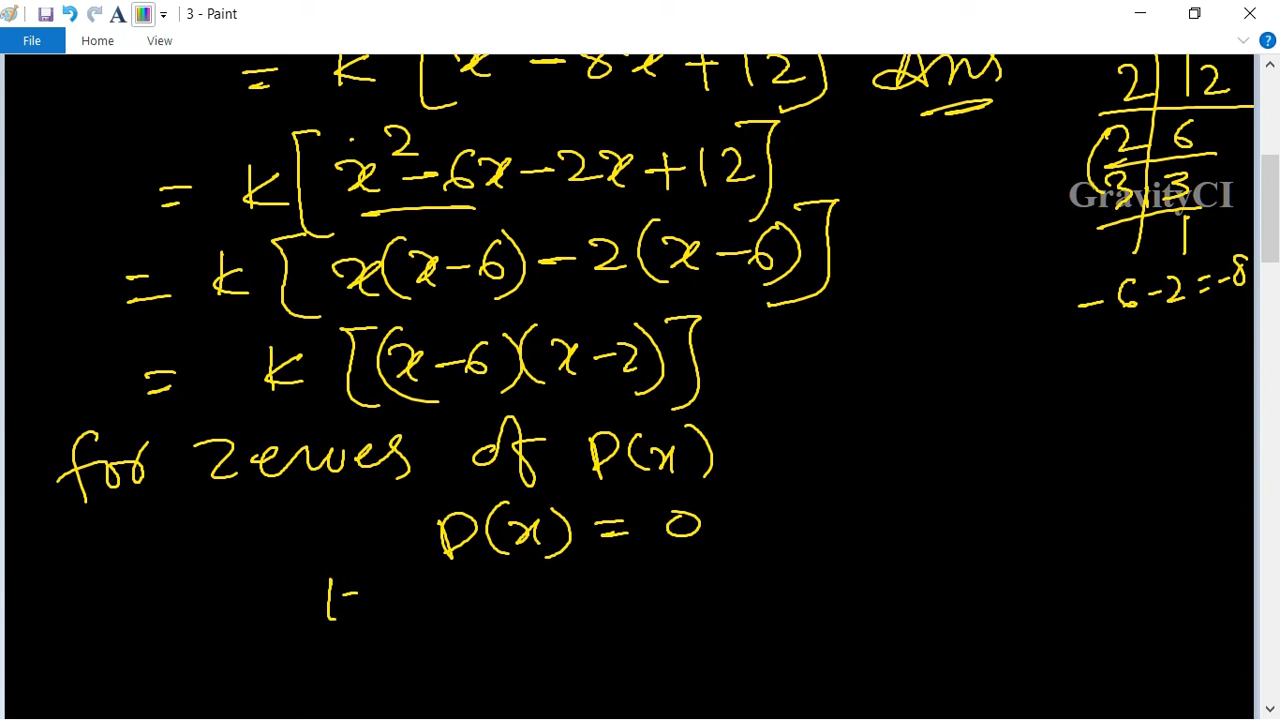 3 - Paint
File Home View
= K [x - 8x + 12] Ans
= K [x² - 6x - 2x + 12]
= K [x(x-6) - 2(x-6)]
= K [(x-6)(x-2)]
for zeroes of P(x)
P(x) = 0
2 | 12
2 | 6
3 | 3
| 1
- 6 - 2 = - 8
GravityCI